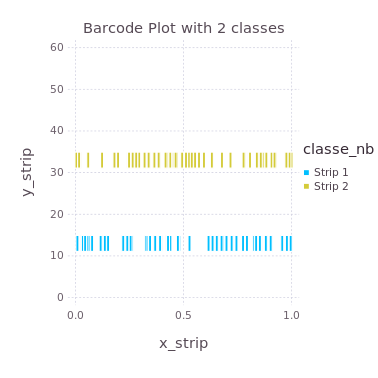 Barcode Plot with 2 classes
60
50
40
30
20
10
0
y_strip
0.0
0.5
1.0
x_strip
classe_nb
Strip 1
Strip 2